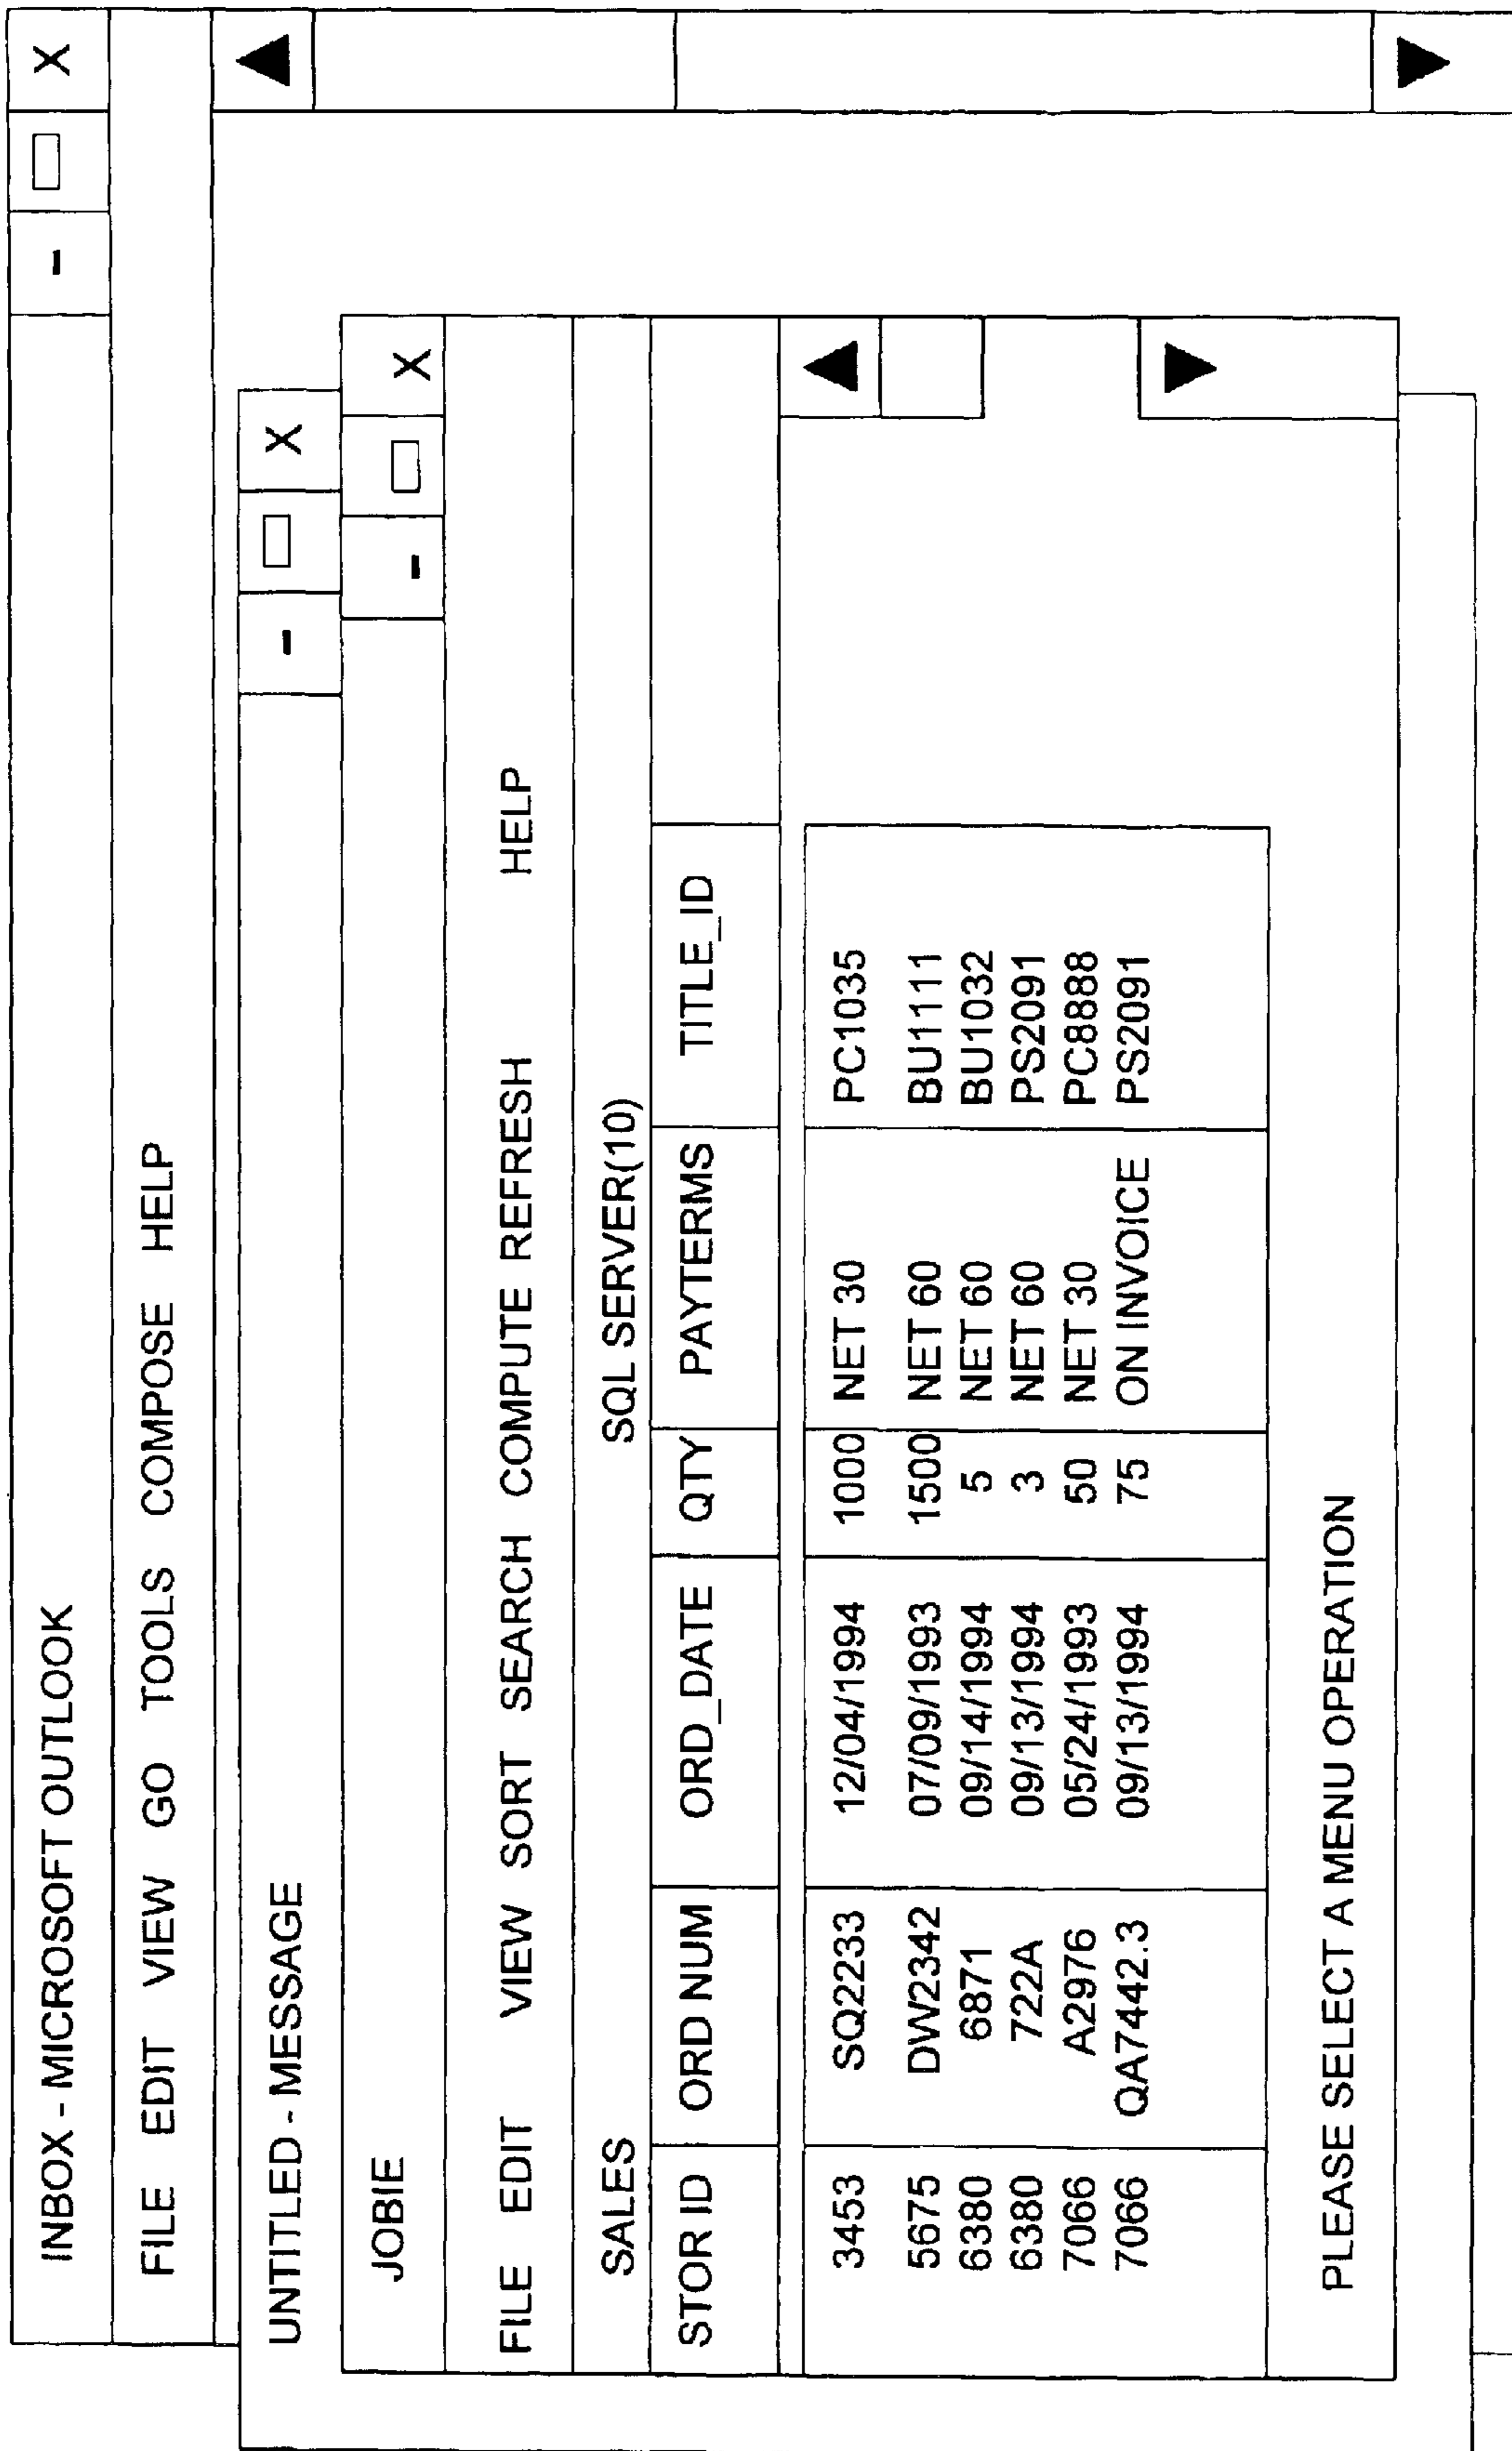 INBOX - MICROSOFT OUTLOOK - X
FILE EDIT VIEW GO TOOLS COMPOSE HELP
UNTITLED - MESSAGE - X
JOBIE - X
FILE EDIT VIEW SORT SEARCH COMPUTE REFRESH HELP
SALES SQL SERVER(10)
STOR ID ORD NUM ORD_DATE QTY PAYTERMS TITLE_ID
3453 SQ2233 12/04/1994 1000 NET 30 PC1035
5675 DW2342 07/09/1993 1500 NET 60 BU1111
6380 6871 09/14/1994 5 NET 60 BU1032
6380 722A 09/13/1994 3 NET 60 PS2091
7066 A2976 05/24/1993 50 NET 30 PC8888
7066 QA7442.3 09/13/1994 75 ON INVOICE PS2091
PLEASE SELECT A MENU OPERATION